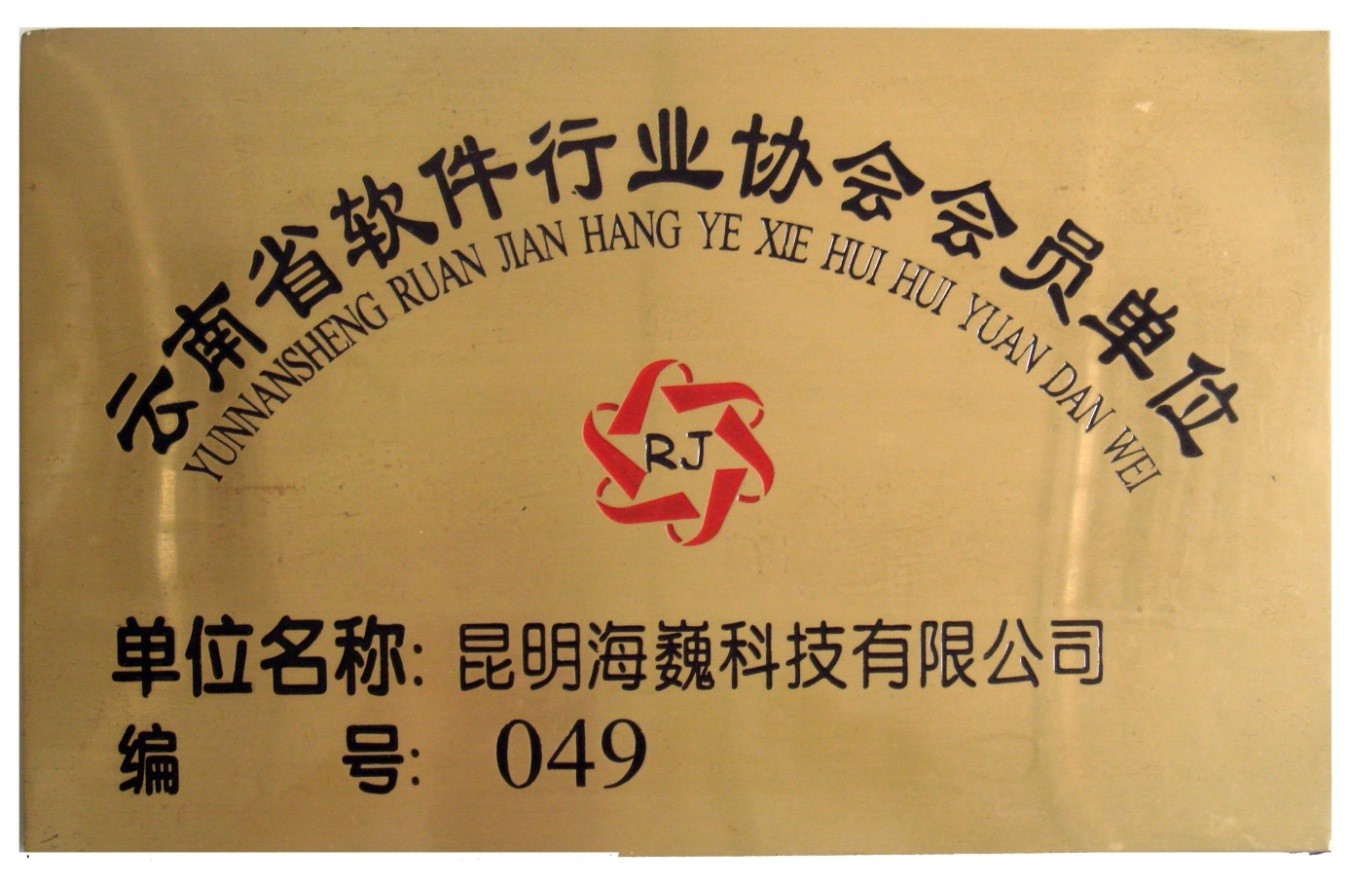 云南省软件行业协会会员单位
YUNNANSHENG RUAN JIAN HANG YE XIE HUI HUI YUAN DAN WEI
RJ
单位名称: 昆明海巍科技有限公司
编 号: 049